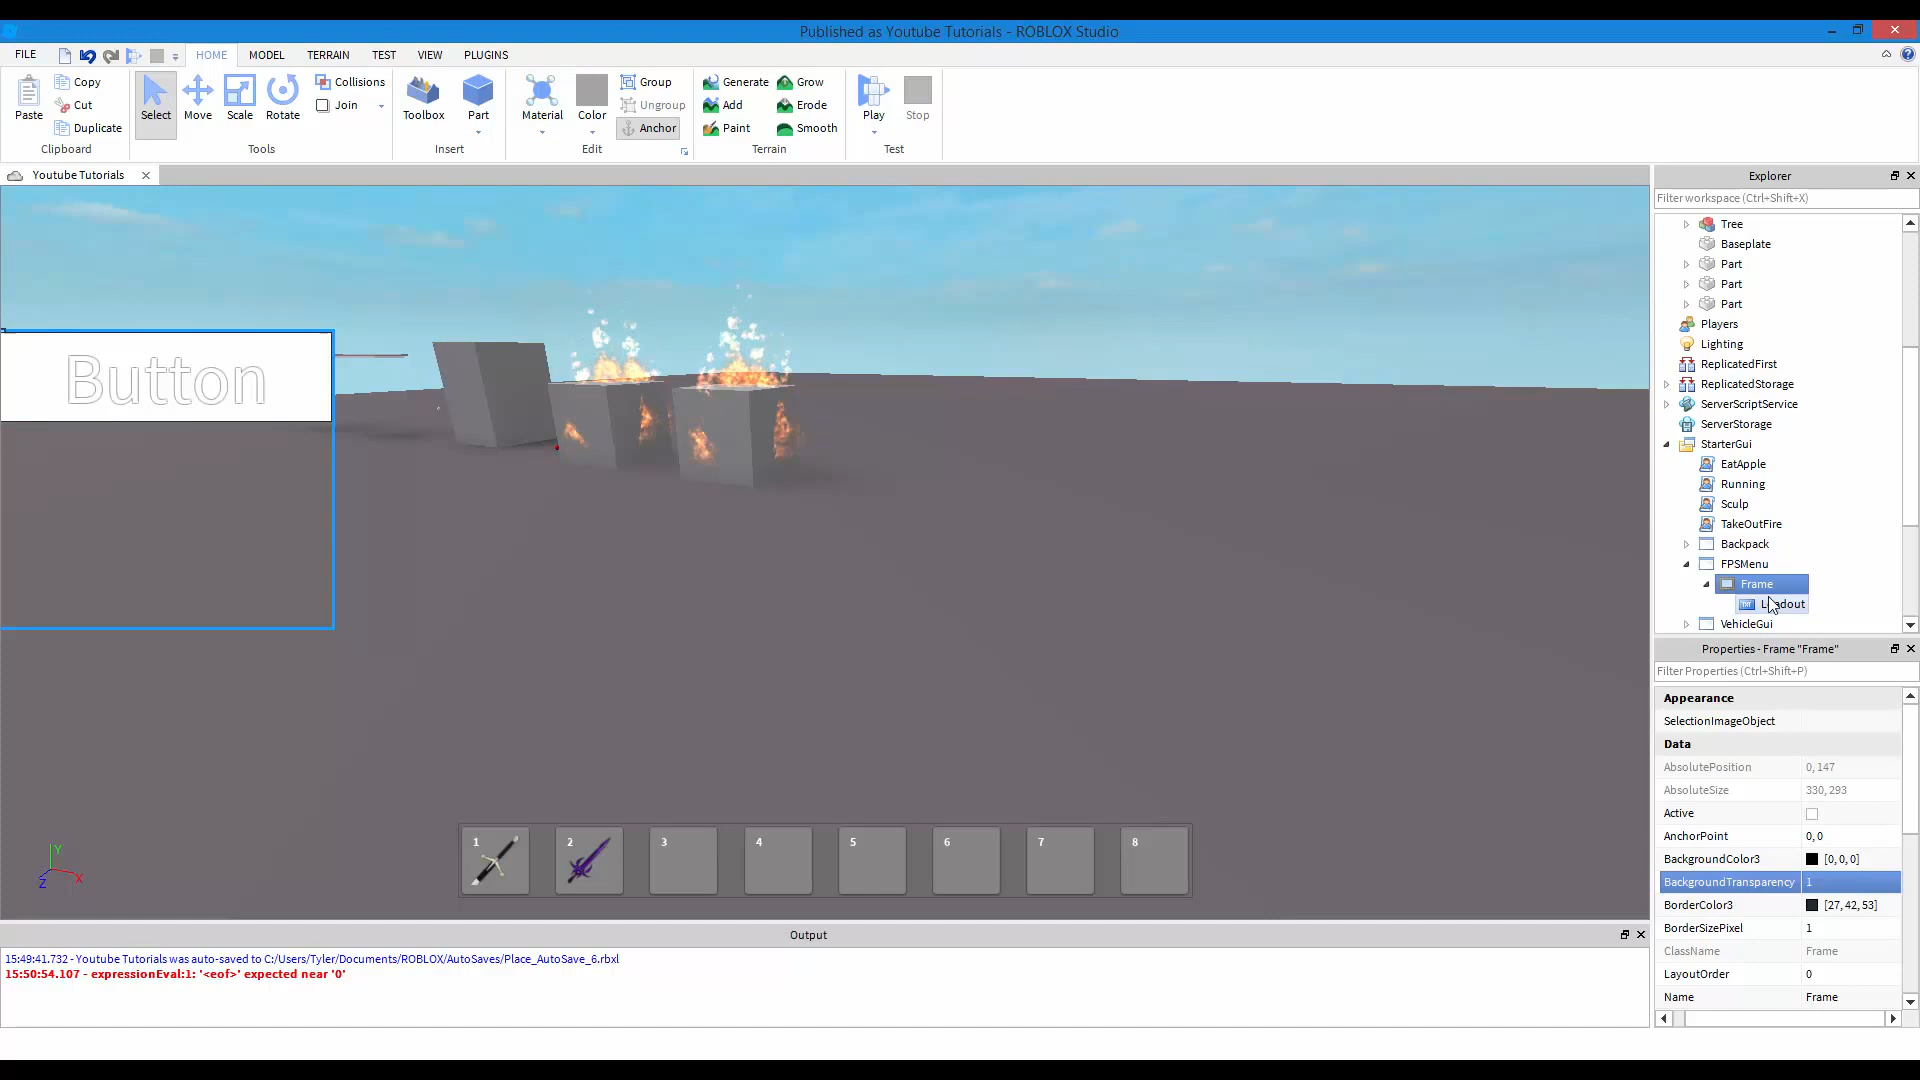 Published as Youtube Tutorials - ROBLOX Studio
FILE
HOME
MODEL
TERRAIN
TEST
VIEW
PLUGINS
Paste
Copy
Cut
Duplicate
Clipboard
Select
Move
Scale
Rotate
Collisions
Join
Tools
Toolbox
Part
Insert
Material
Color
Group
Ungroup
Anchor
Edit
Generate
Grow
Add
Erode
Paint
Smooth
Terrain
Play
Stop
Test
Youtube Tutorials
Button
1
2
3
4
5
6
7
8
Y
X
Z
Output
15:49:41.732 - Youtube Tutorials was auto-saved to C:/Users/Tyler/Documents/ROBLOX/AutoSaves/Place_AutoSave_6.rbxl
15:50:54.107 - expressionEval:1: '<eof>' expected near '0'
Explorer
Filter workspace (Ctrl+Shift+X)
Tree
Baseplate
Part
Part
Part
Players
Lighting
ReplicatedFirst
ReplicatedStorage
ServerScriptService
ServerStorage
StarterGui
EatApple
Running
Sculp
TakeOutFire
Backpack
FPSMenu
Frame
TXT Loadout
VehicleGui
Properties - Frame "Frame"
Filter Properties (Ctrl+Shift+P)
Appearance
SelectionImageObject
Data
AbsolutePosition 0, 147
AbsoluteSize 330, 293
Active
AnchorPoint 0, 0
BackgroundColor3 [0, 0, 0]
BackgroundTransparency 1
BorderColor3 [27, 42, 53]
BorderSizePixel 1
ClassName Frame
LayoutOrder 0
Name Frame